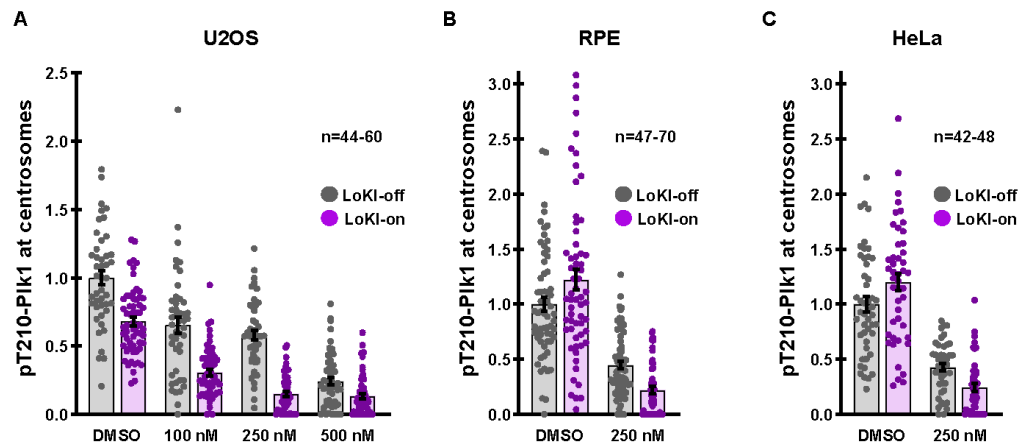 A
U2OS
pT210-Plk1 at centrosomes
2.5
2.0
1.5
1.0
0.5
0.0
n=44-60
LoKI-off
LoKI-on
DMSO 100 nM 250 nM 500 nM
B
RPE
pT210-Plk1 at centrosomes
3.0
2.5
2.0
1.5
1.0
0.5
0.0
n=47-70
LoKI-off
LoKI-on
DMSO 250 nM
C
HeLa
pT210-Plk1 at centrosomes
3.0
2.5
2.0
1.5
1.0
0.5
0.0
n=42-48
LoKI-off
LoKI-on
DMSO 250 nM